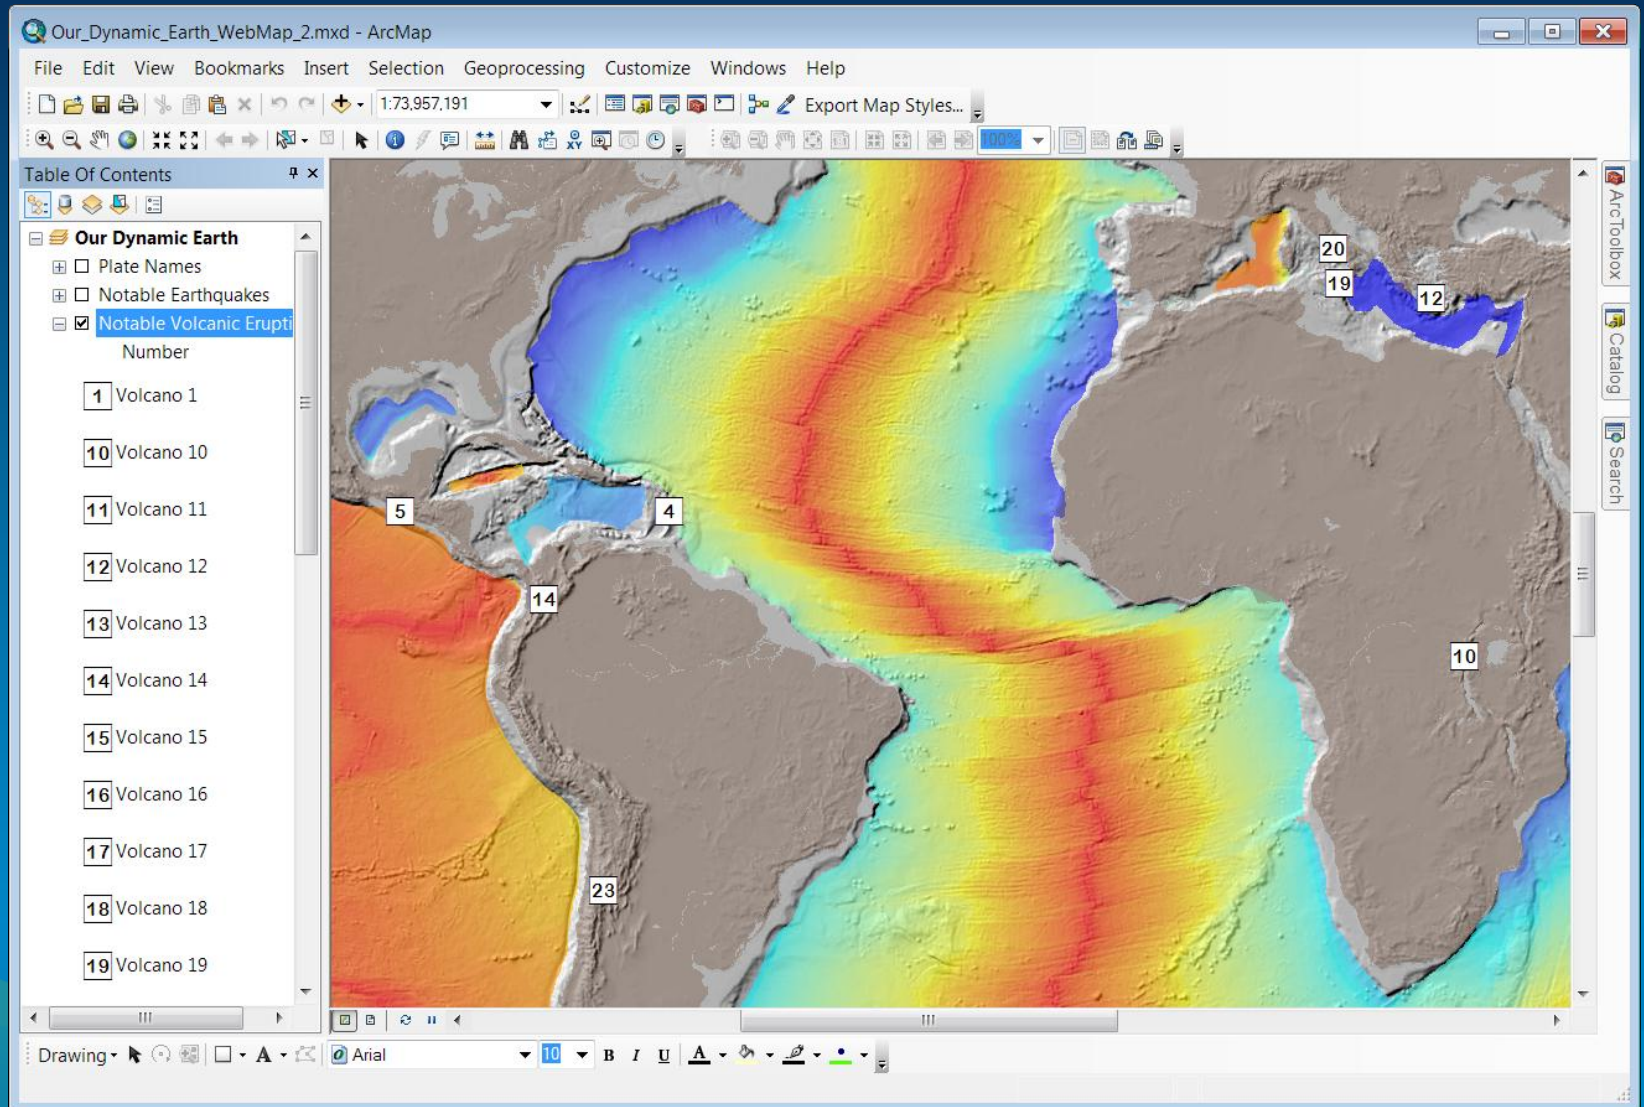 Our_Dynamic_Earth_WebMap_2.mxd - ArcMap
File Edit View Bookmarks Insert Selection Geoprocessing Customize Windows Help
1:73,957,191 Export Map Styles...
100%
Table Of Contents
Our Dynamic Earth
Plate Names
Notable Earthquakes
Notable Volcanic Erupti
Number
1 Volcano 1
10 Volcano 10
11 Volcano 11
12 Volcano 12
13 Volcano 13
14 Volcano 14
15 Volcano 15
16 Volcano 16
17 Volcano 17
18 Volcano 18
19 Volcano 19
20
19
12
5
4
14
10
23
ArcToolbox
Catalog
Search
Drawing A Arial 10 B I U A